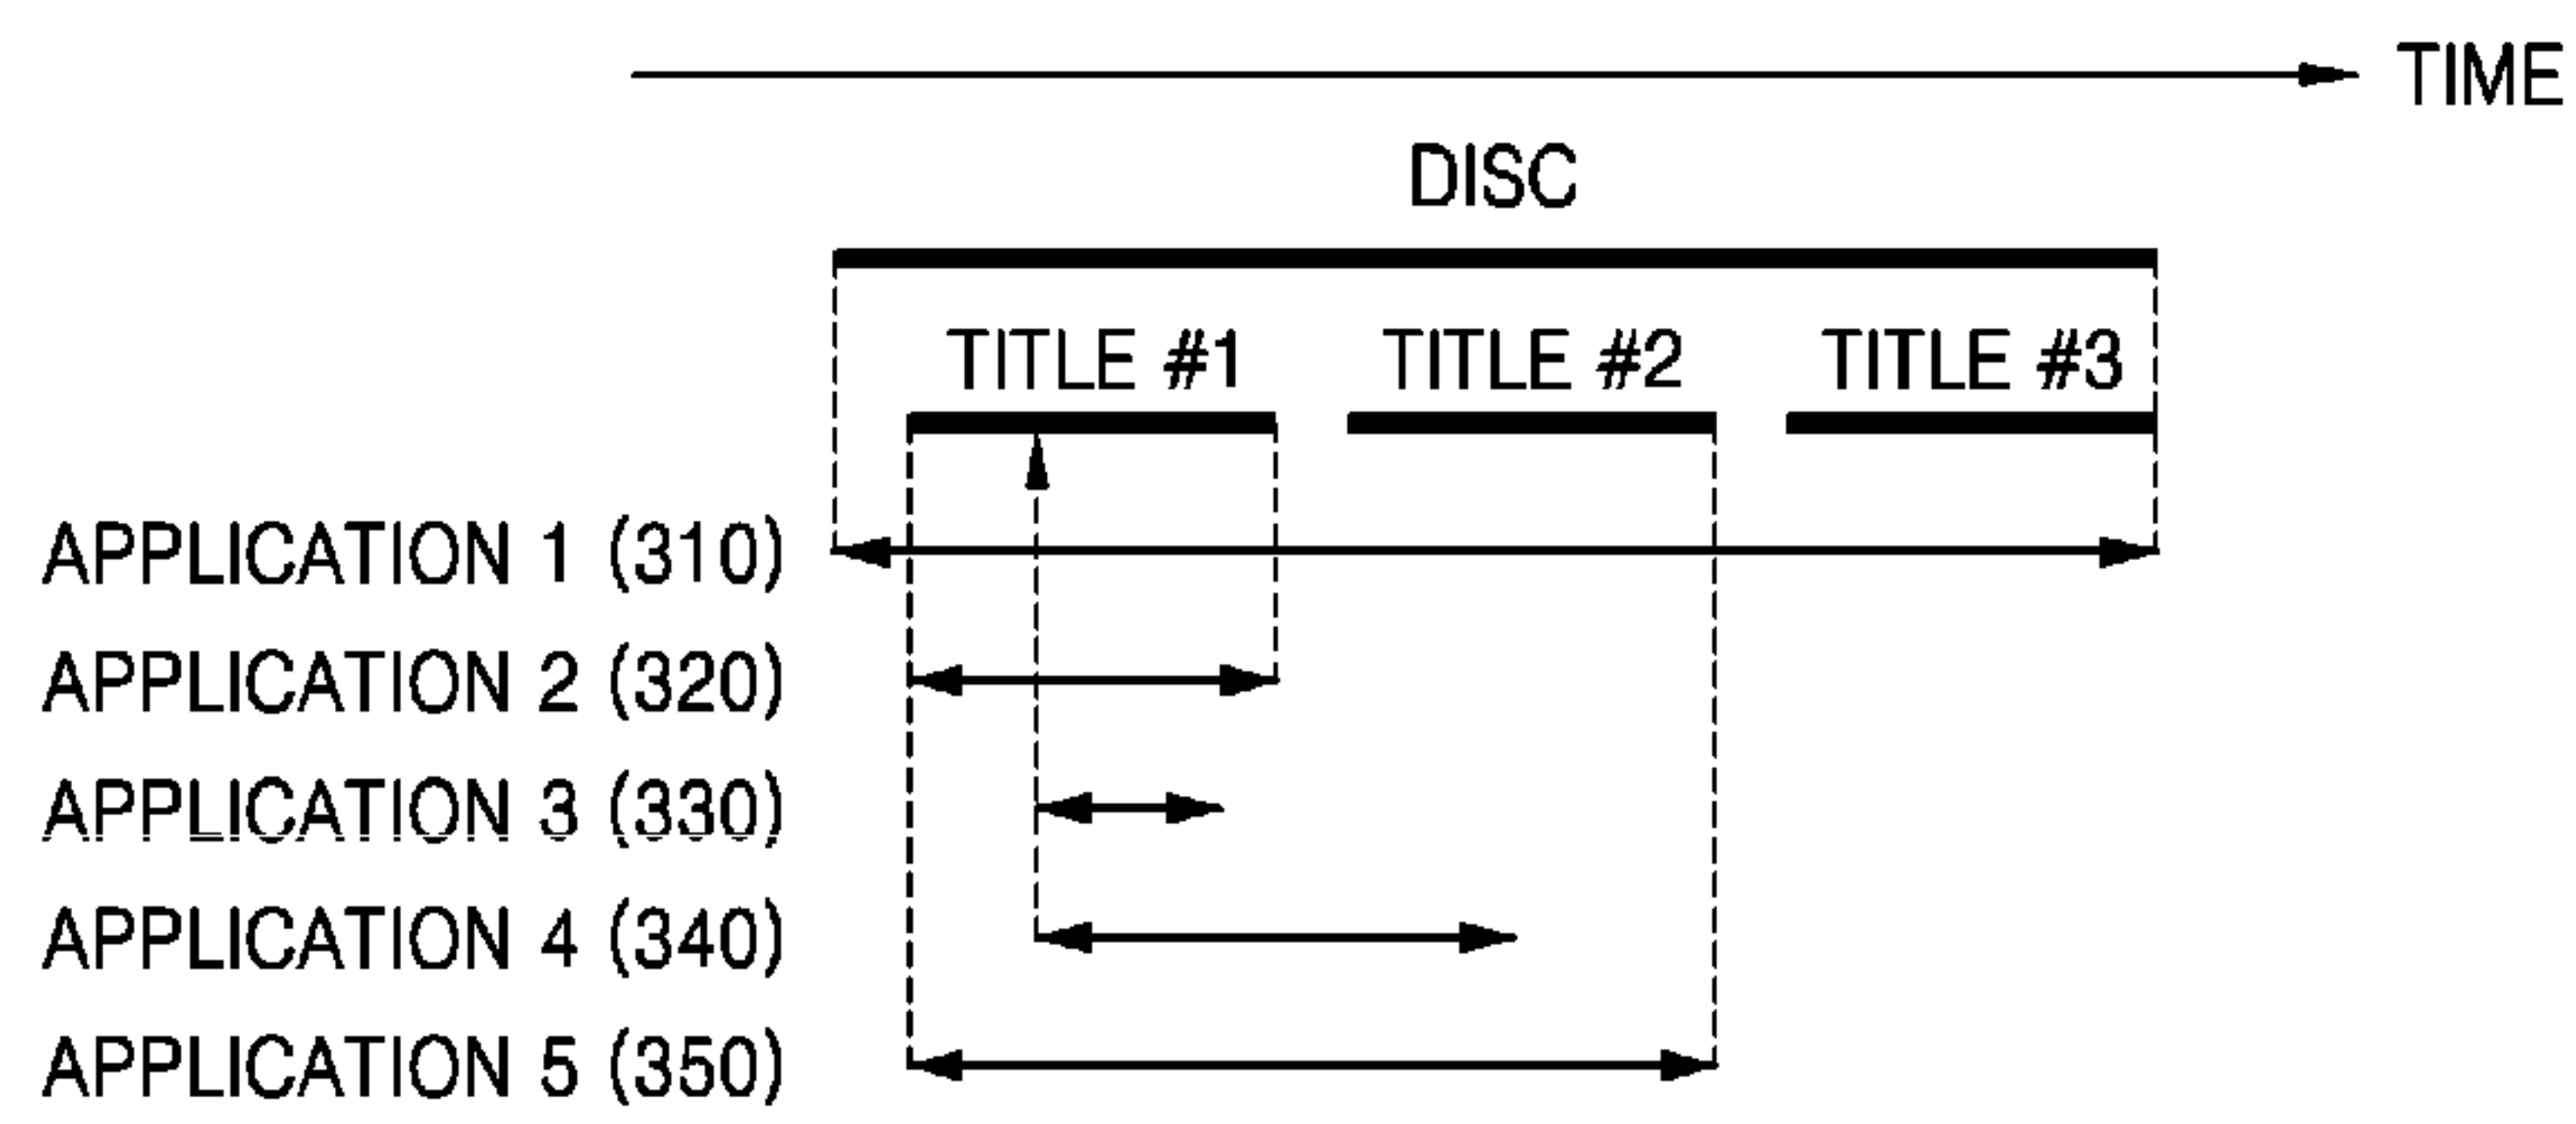 TIME
DISC
TITLE #1 TITLE #2 TITLE #3
APPLICATION 1 (310)
APPLICATION 2 (320)
APPLICATION 3 (330)
APPLICATION 4 (340)
APPLICATION 5 (350)